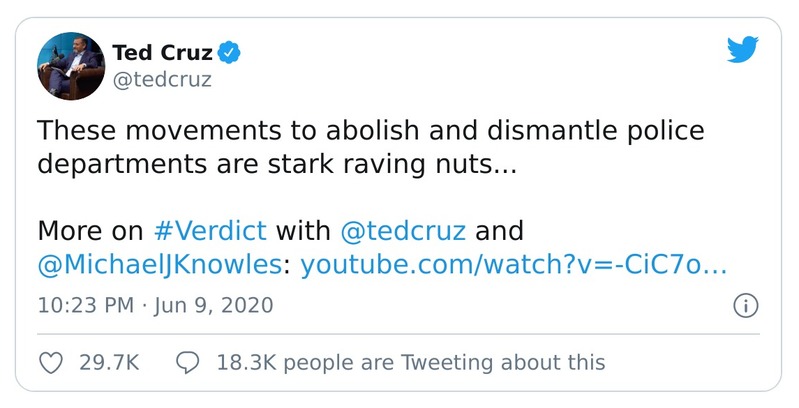 Ted Cruz
@tedcruz
These movements to abolish and dismantle police
departments are stark raving nuts...
More on #Verdict with @tedcruz and
@MichaelJKnowles: youtube.com/watch?v=-CiC7o...
10:23 PM · Jun 9, 2020
29.7K 18.3K people are Tweeting about this